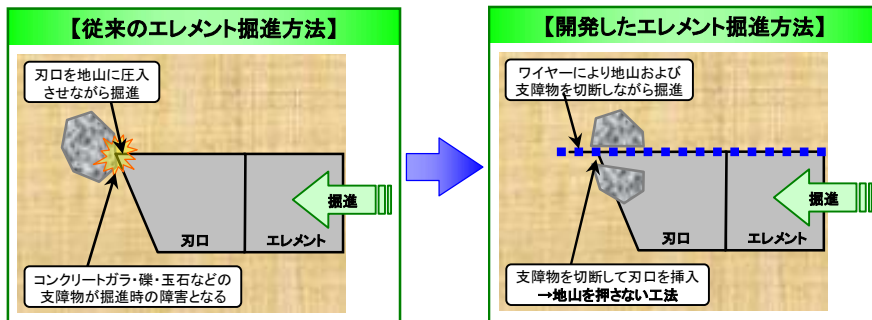 【従来のエレメント掘進方法】
刃口を地山に圧入
させながら掘進
掘進
刃口
エレメント
コンクリートガラ・礫・玉石などの
支障物が掘進時の障害となる
【開発したエレメント掘進方法】
ワイヤーにより地山および
支障物を切断しながら掘進
掘進
刃口
エレメント
支障物を切断して刃口を挿入
→地山を押さない工法